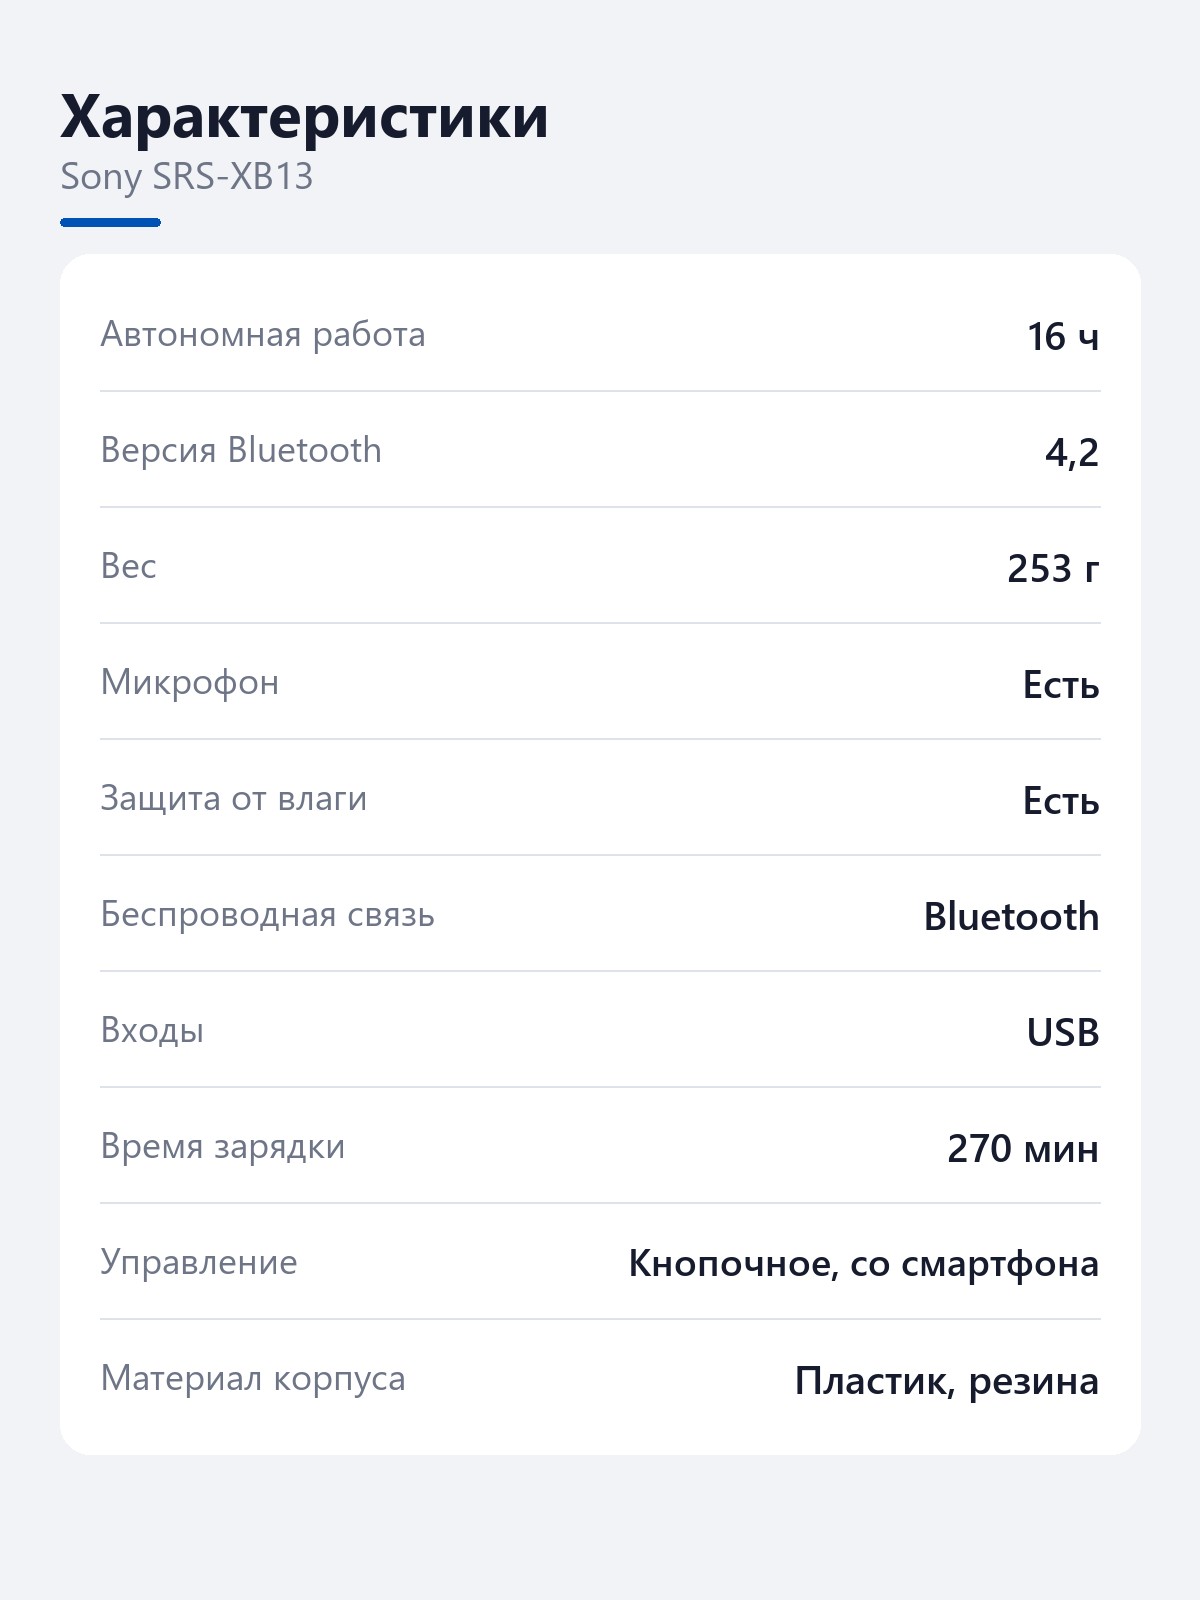 Характеристики
Sony SRS-XB13
Автономная работа 16 ч
Версия Bluetooth 4,2
Вес 253 г
Микрофон Есть
Защита от влаги Есть
Беспроводная связь Bluetooth
Входы USB
Время зарядки 270 мин
Управление Кнопочное, со смартфона
Материал корпуса Пластик, резина